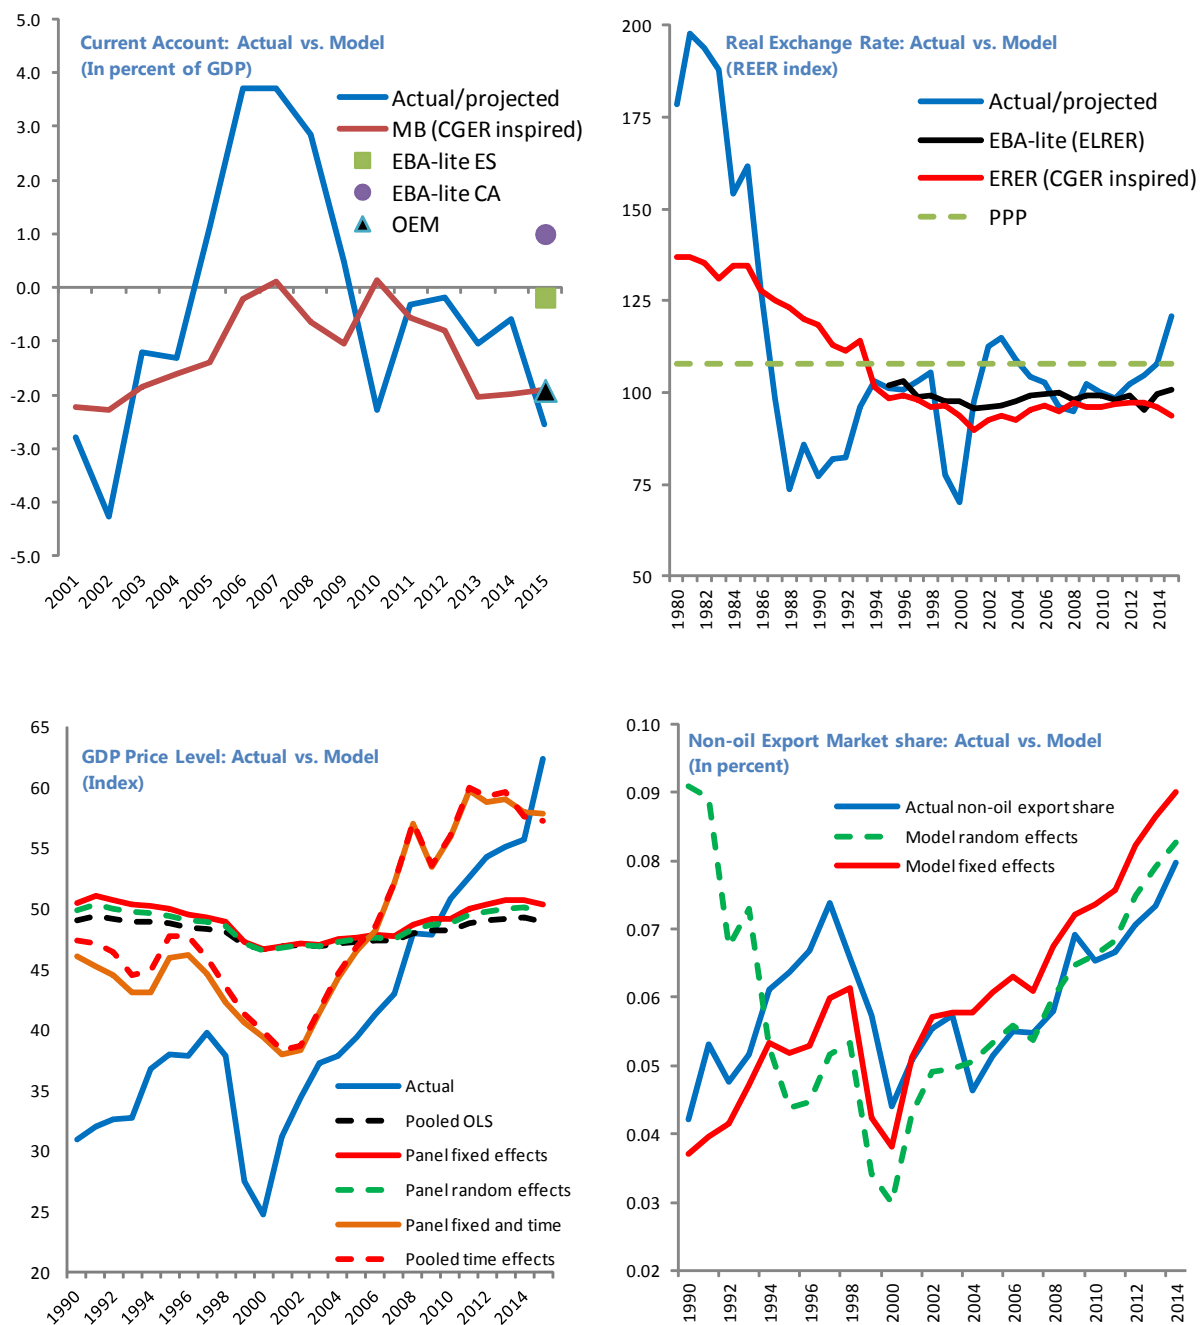 Current Account: Actual vs. Model
(In percent of GDP)
5.0
4.0
3.0
2.0
1.0
0.0
-1.0
-2.0
-3.0
-4.0
-5.0
Actual/projected
MB (CGER inspired)
EBA-lite ES
EBA-lite CA
OEM
2001 2002 2003 2004 2005 2006 2007 2008 2009 2010 2011 2012 2013 2014 2015
Real Exchange Rate: Actual vs. Model
(REER index)
200
175
150
125
100
75
50
Actual/projected
EBA-lite (ELRER)
ERER (CGER inspired)
PPP
1980 1982 1984 1986 1988 1990 1992 1994 1996 1998 2000 2002 2004 2006 2008 2010 2012 2014
GDP Price Level: Actual vs. Model
(Index)
65
60
55
50
45
40
35
30
25
20
Actual
Pooled OLS
Panel fixed effects
Panel random effects
Panel fixed and time
Pooled time effects
1990 1992 1994 1996 1998 2000 2002 2004 2006 2008 2010 2012 2014
Non-oil Export Market share: Actual vs. Model
(In percent)
0.10
0.09
0.08
0.07
0.06
0.05
0.04
0.03
0.02
Actual non-oil export share
Model random effects
Model fixed effects
1990 1992 1994 1996 1998 2000 2002 2004 2006 2008 2010 2012 2014